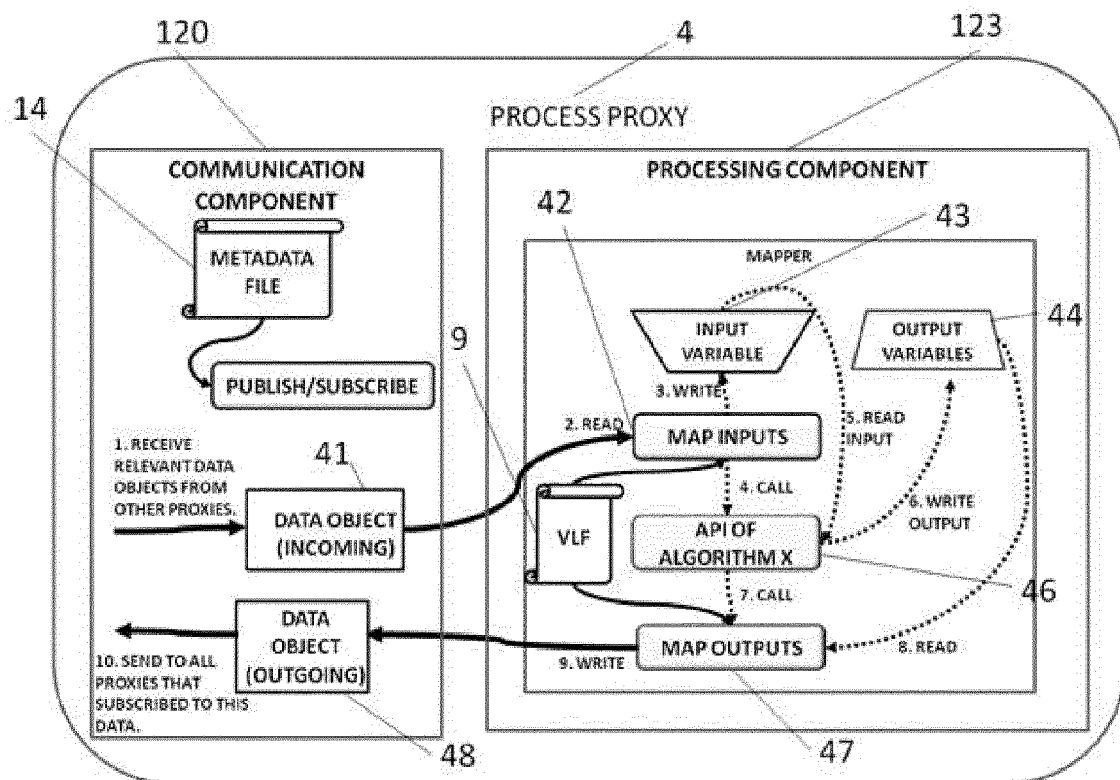 120
4
123
14
PROCESS PROXY
COMMUNICATION
COMPONENT
PROCESSING COMPONENT
42
43
METADATA
FILE
MAPPER
9
INPUT
VARIABLE
OUTPUT
VARIABLES
44
PUBLISH/SUBSCRIBE
3. WRITE
2. READ
MAP INPUTS
5. READ
INPUT
1. RECEIVE
RELEVANT DATA
OBJECTS FROM
OTHER PROXIES.
41
4. CALL
DATA OBJECT
(INCOMING)
VLF
API OF
ALGORITHM X
6. WRITE
OUTPUT
46
7. CALL
DATA
OBJECT
(OUTGOING)
MAP OUTPUTS
8. READ
9. WRITE
10. SEND TO ALL
PROXIES THAT
SUBSCRIBED TO THIS
DATA.
48
47